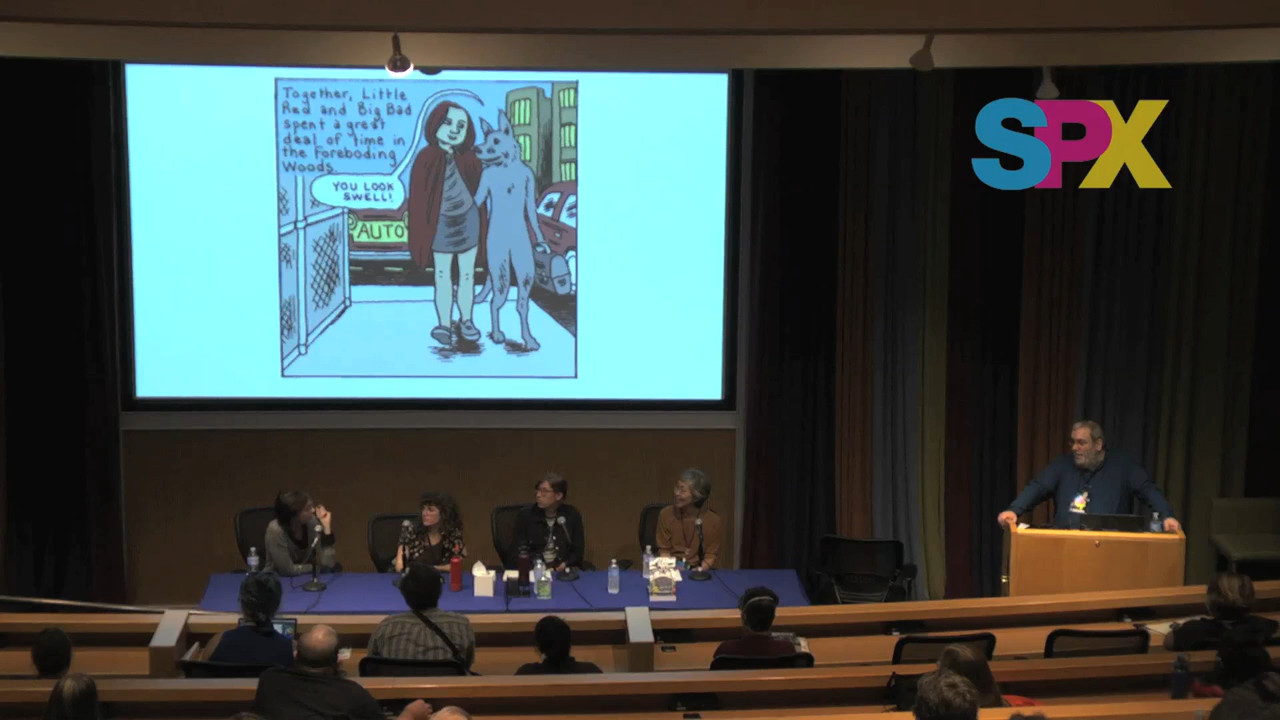 Together, Little
Red and Big Bad
spent a great
deal of time in
the Foreboding
Woods.
YOU LOOK
SWELL!
AUTO
SPX